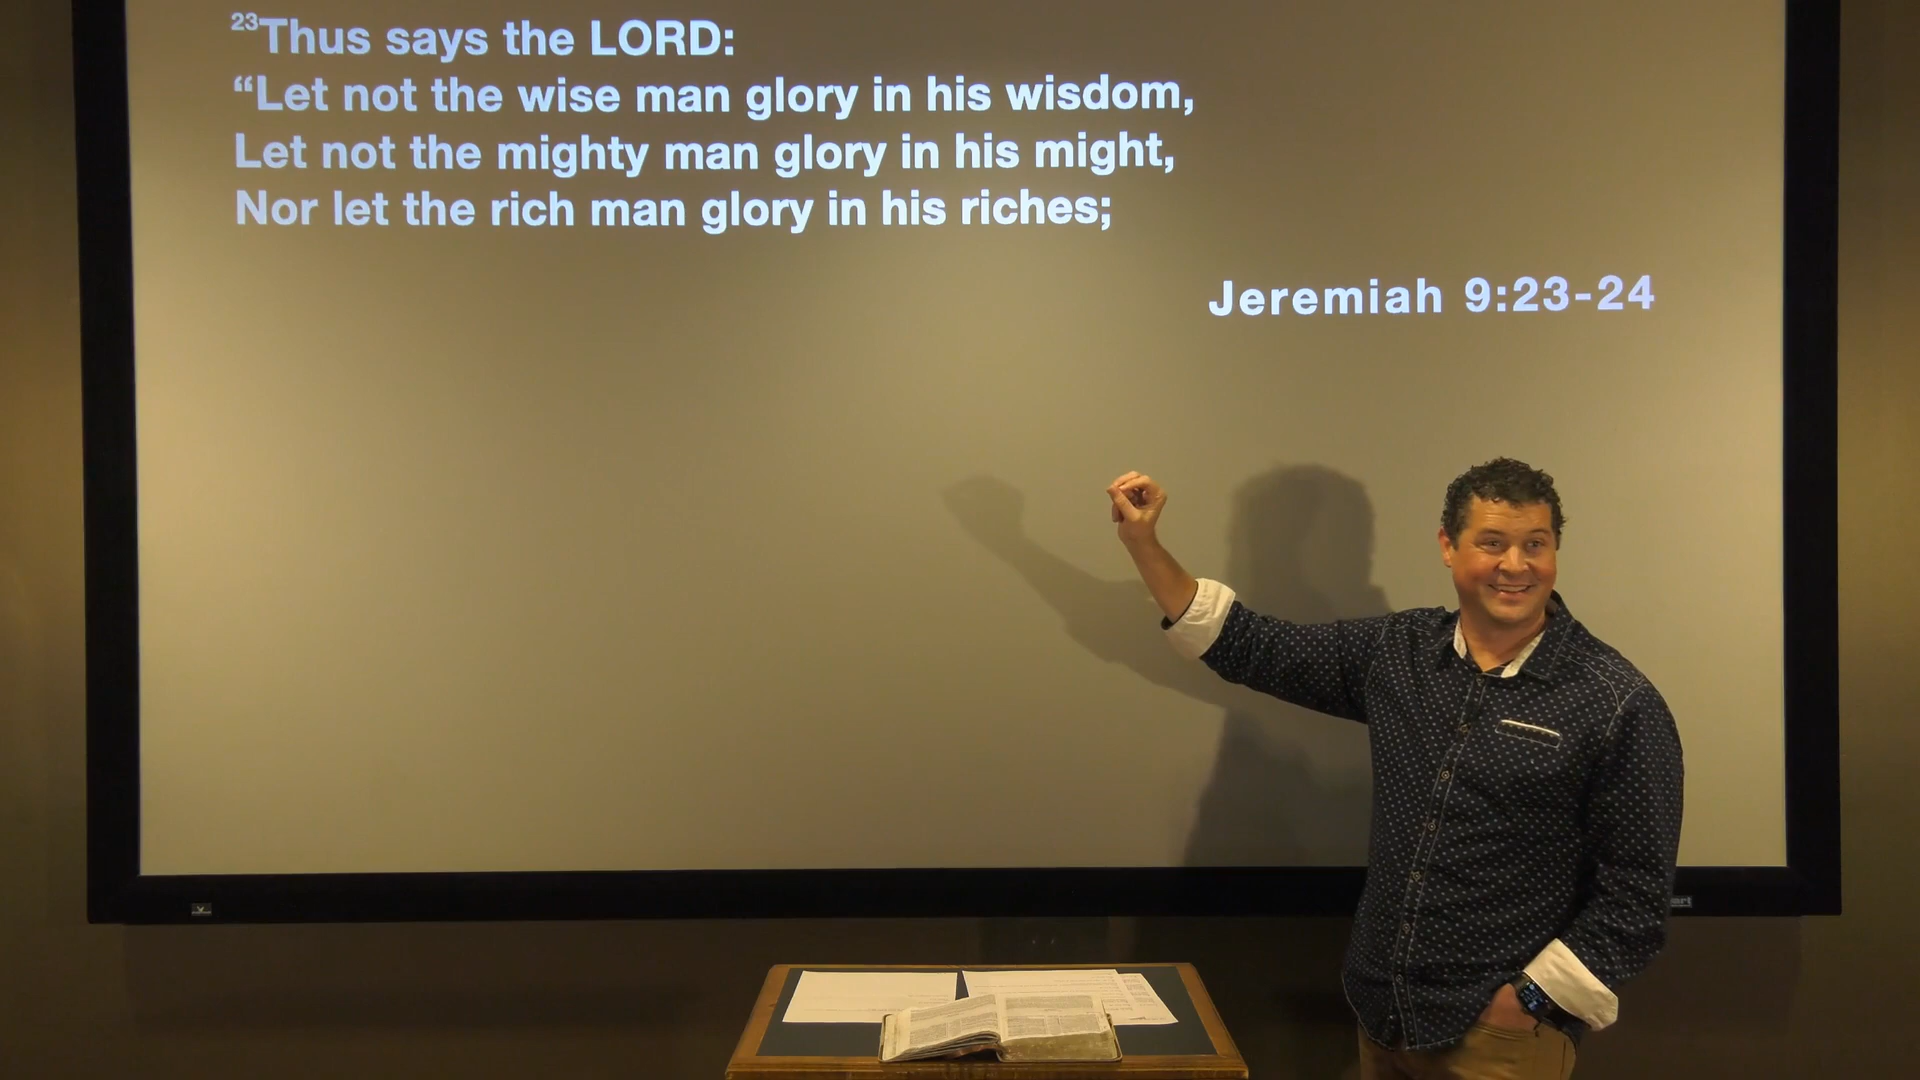 ²³Thus says the LORD:
“Let not the wise man glory in his wisdom,
Let not the mighty man glory in his might,
Nor let the rich man glory in his riches;
Jeremiah 9:23-24